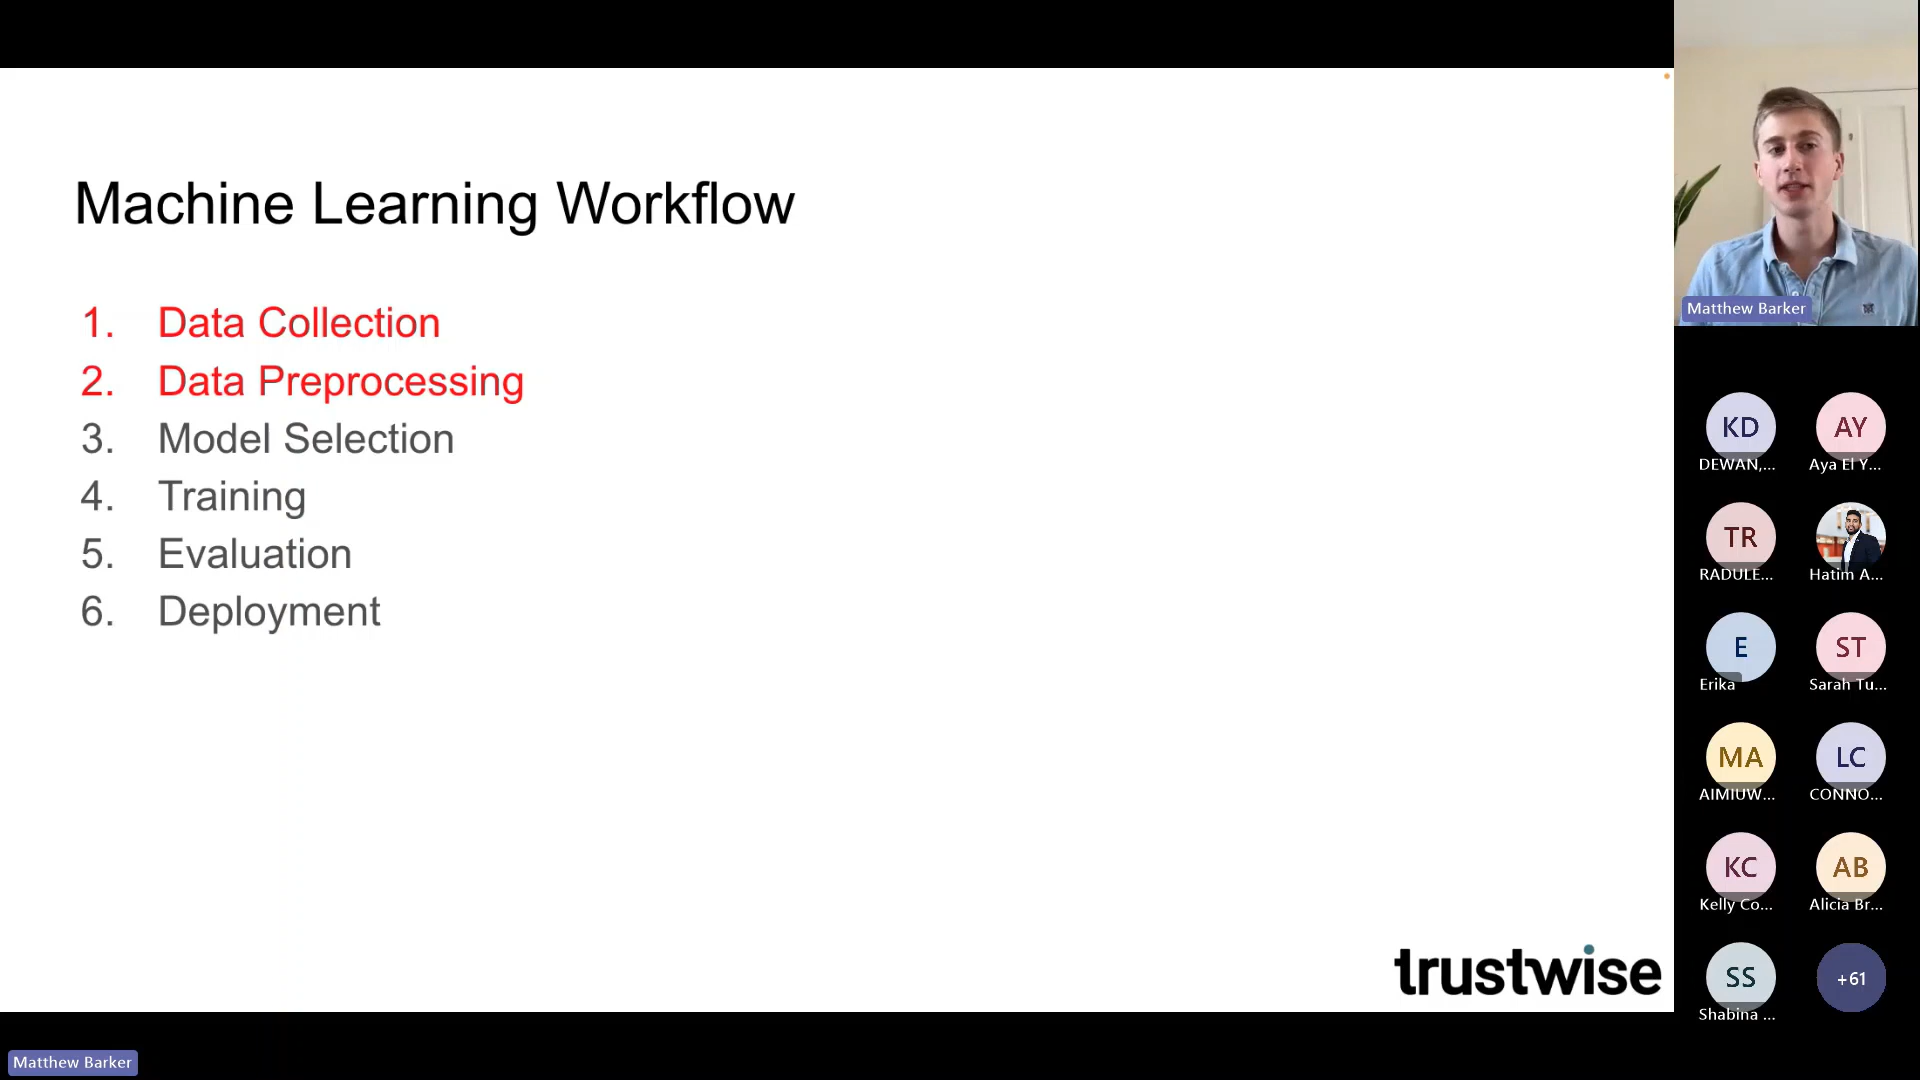 Machine Learning Workflow
1. Data Collection
2. Data Preprocessing
3. Model Selection
4. Training
5. Evaluation
6. Deployment
trustwise
Matthew Barker
KD
DEWAN,...
AY
Aya El Y...
TR
RADULE...
Hatim A...
E
Erika
ST
Sarah Tu...
MA
AIMIUW...
LC
CONNO...
KC
Kelly Co...
AB
Alicia Br...
SS
Shabina ...
+61
Matthew Barker